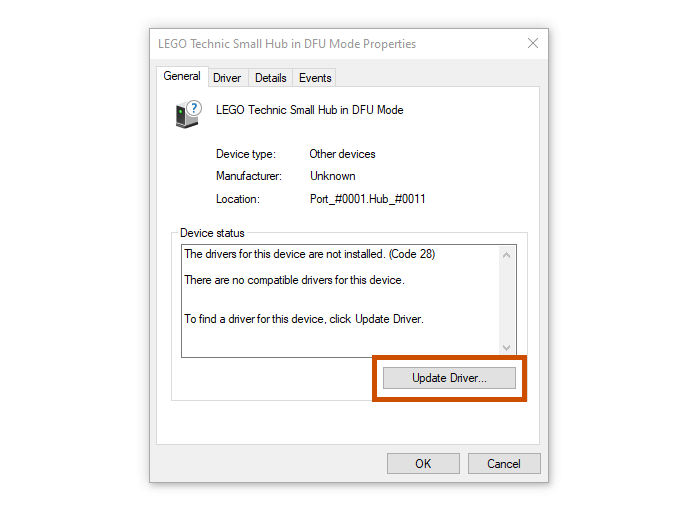 LEGO Technic Small Hub in DFU Mode Properties
General Driver Details Events
?
LEGO Technic Small Hub in DFU Mode
Device type: Other devices
Manufacturer: Unknown
Location: Port_#0001.Hub_#0011
Device status
The drivers for this device are not installed. (Code 28)
There are no compatible drivers for this device.
To find a driver for this device, click Update Driver.
Update Driver...
OK Cancel